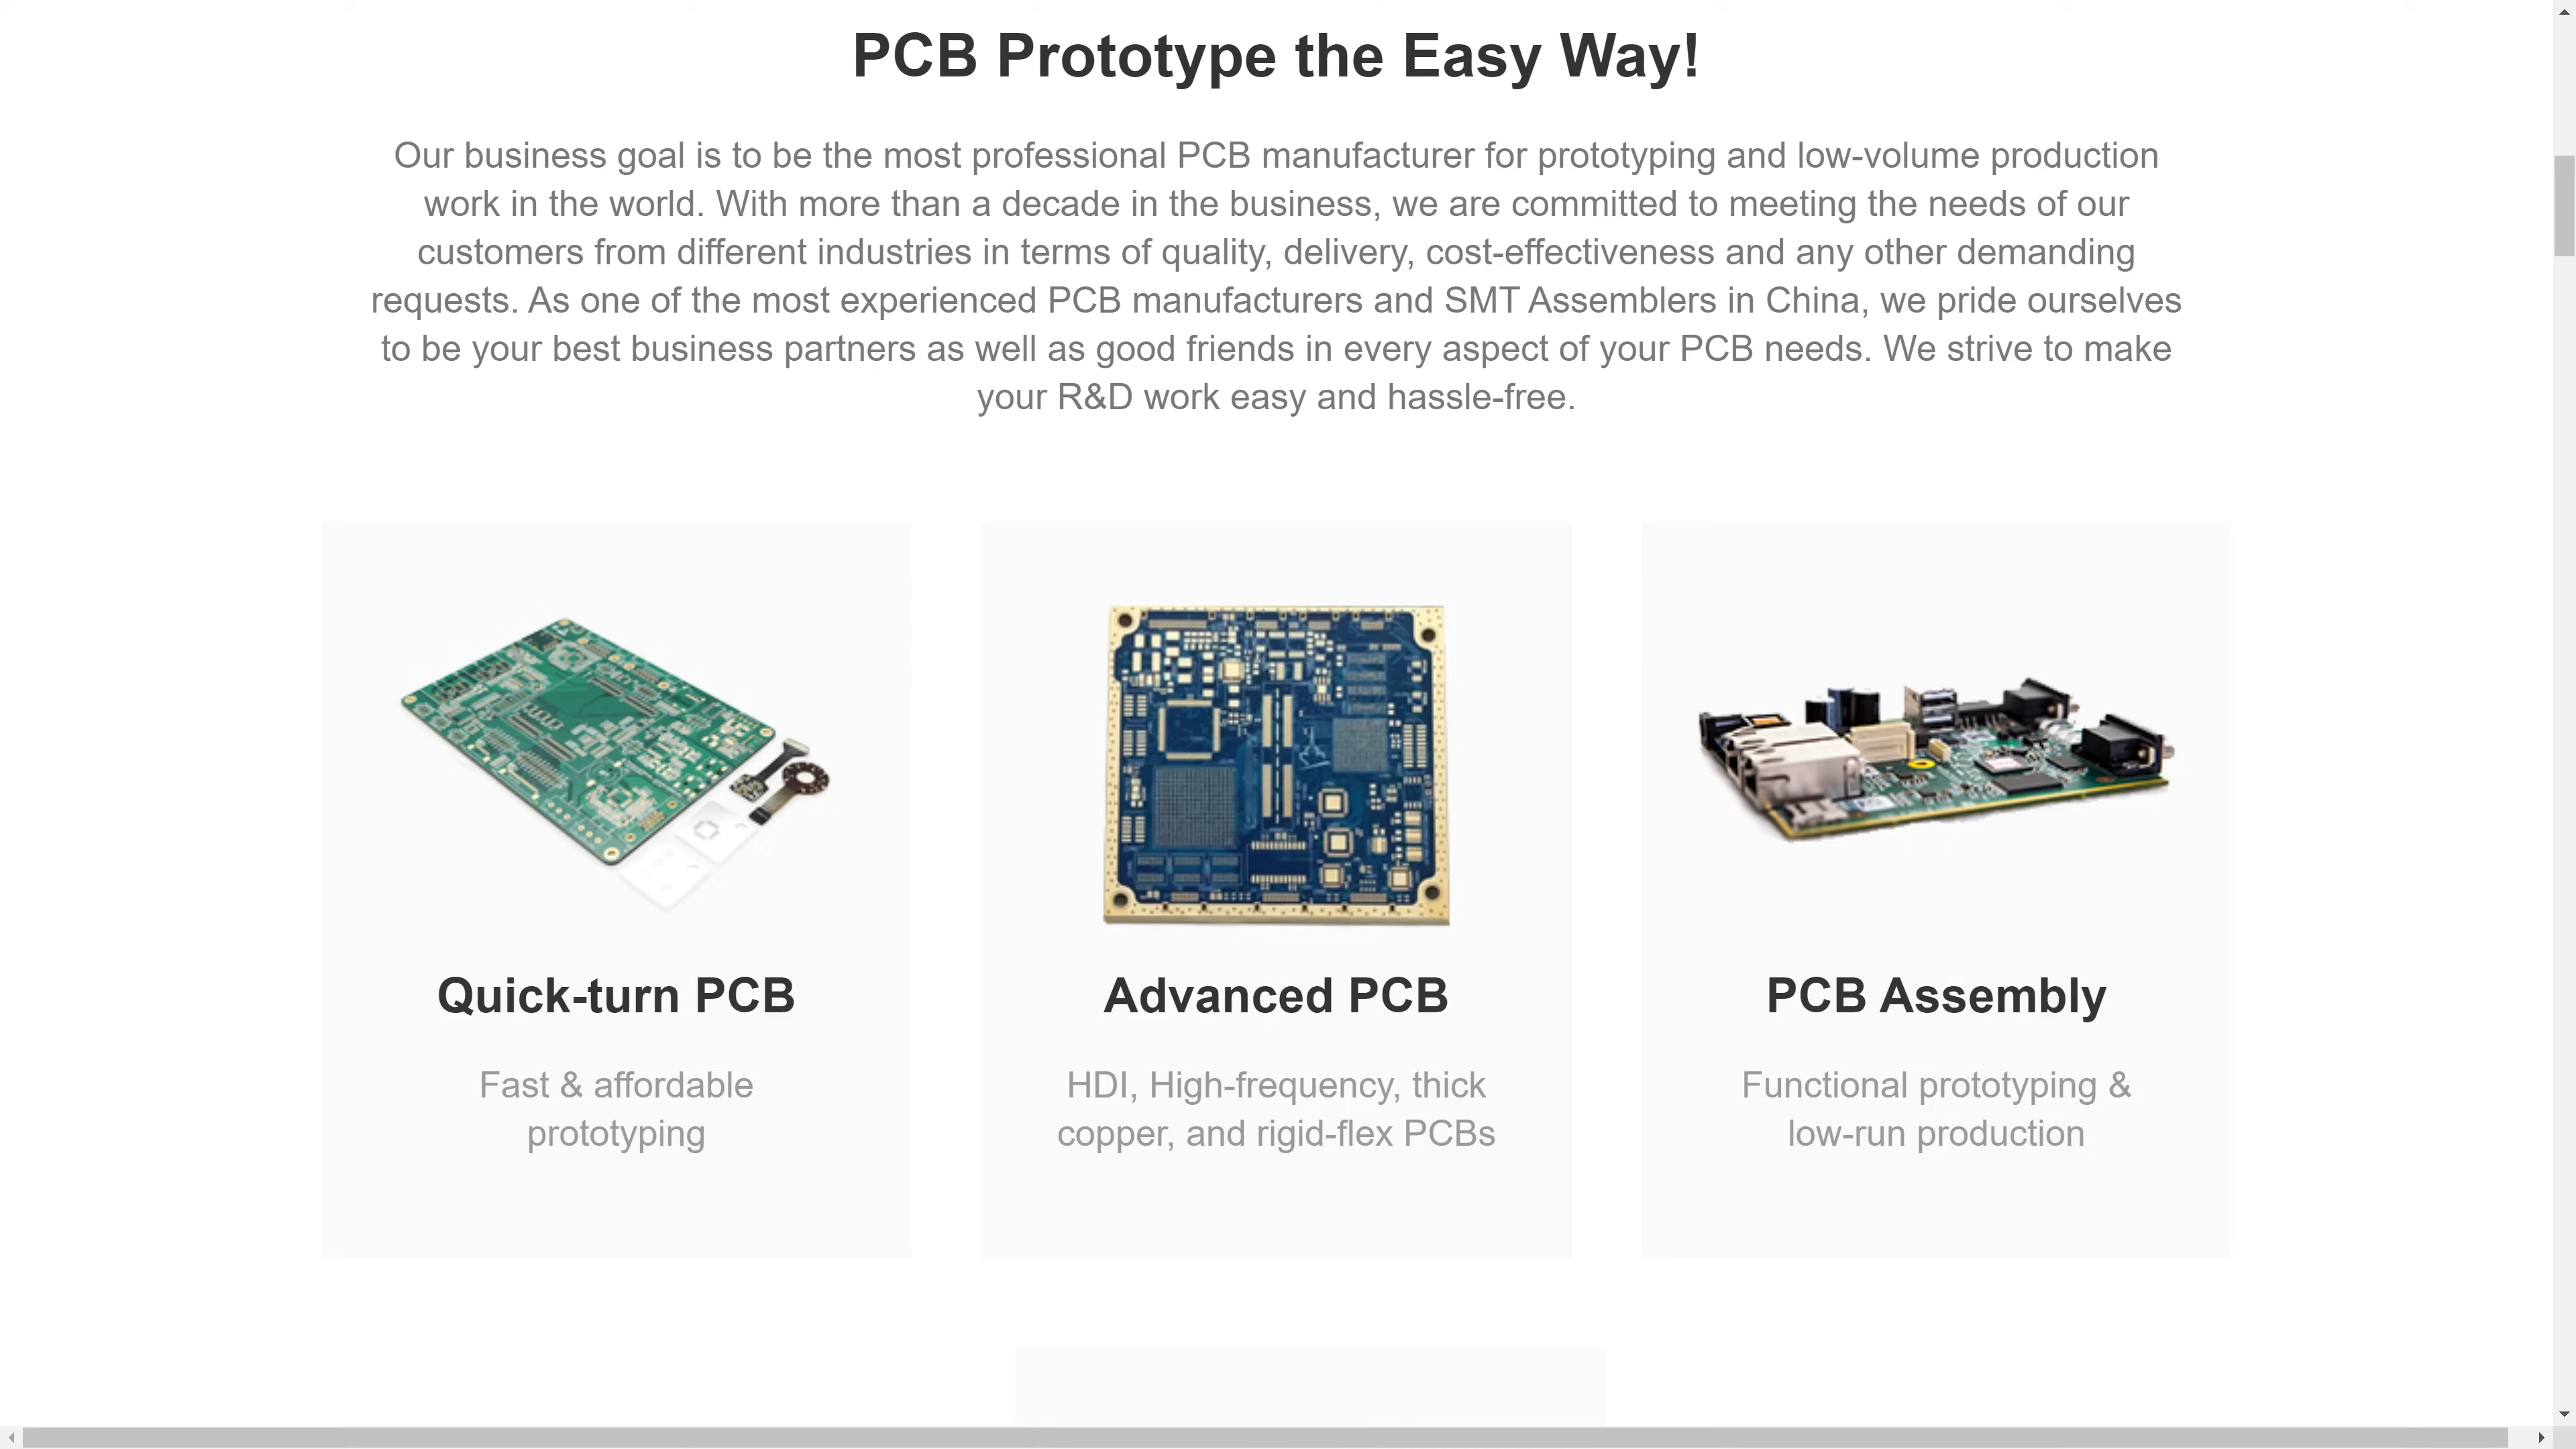 PCB Prototype the Easy Way!
Our business goal is to be the most professional PCB manufacturer for prototyping and low-volume production
work in the world. With more than a decade in the business, we are committed to meeting the needs of our
customers from different industries in terms of quality, delivery, cost-effectiveness and any other demanding
requests. As one of the most experienced PCB manufacturers and SMT Assemblers in China, we pride ourselves
to be your best business partners as well as good friends in every aspect of your PCB needs. We strive to make
your R&D work easy and hassle-free.
Quick-turn PCB
Fast & affordable
prototyping
Advanced PCB
HDI, High-frequency, thick
copper, and rigid-flex PCBs
PCB Assembly
Functional prototyping &
low-run production